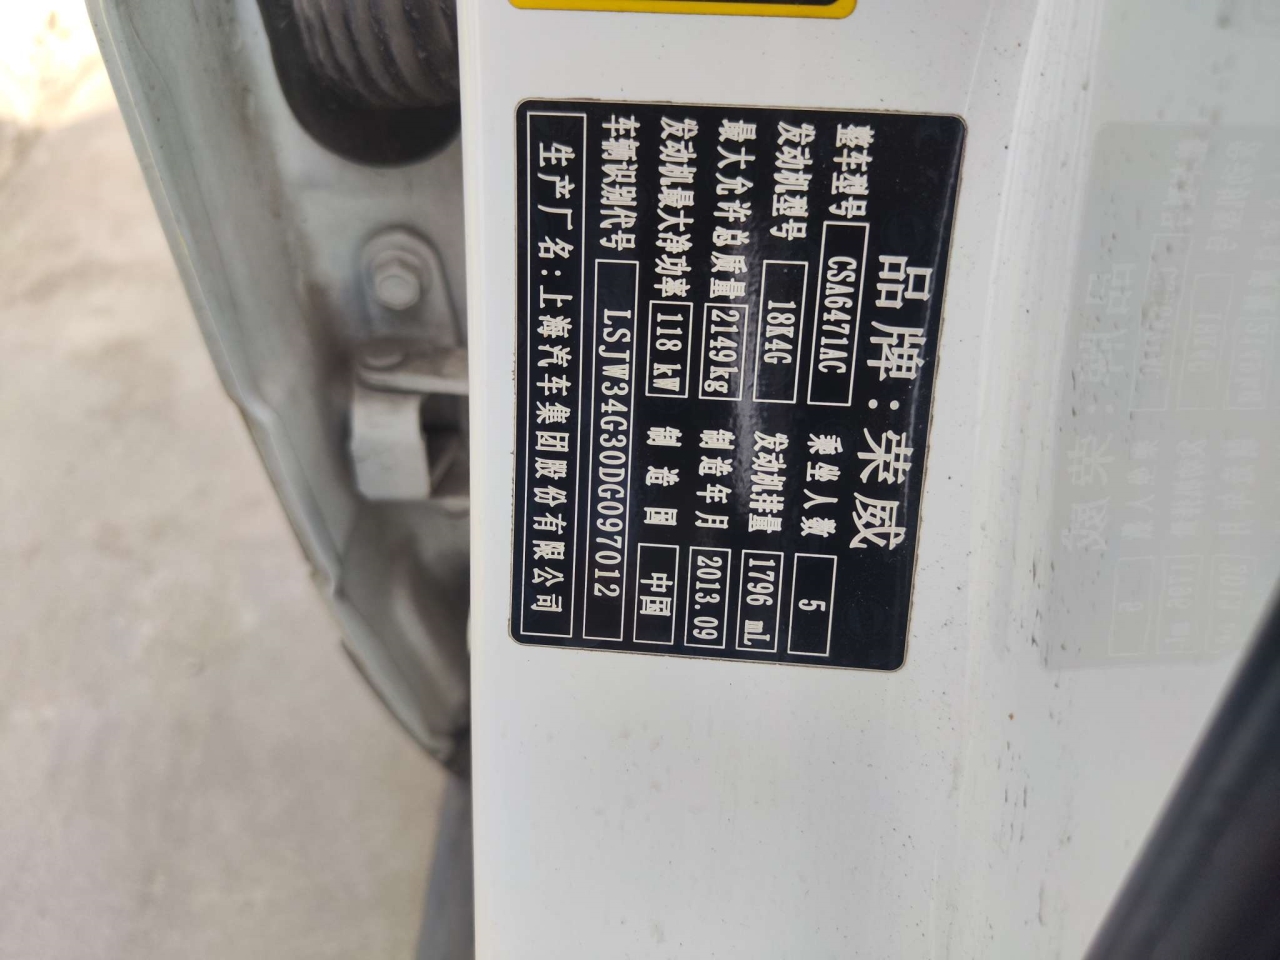 品牌:荣威
整车型号 CSA6471AC 乘坐人数 5
发动机型号 18K4G 发动机排量 1796 mL
最大允许总质量 2149kg 制造年月 2013.09
发动机最大净功率 118 kW 制造国 中国
车辆识别代号 LSJW34G30DG097012
生产厂名:上海汽车集团股份有限公司